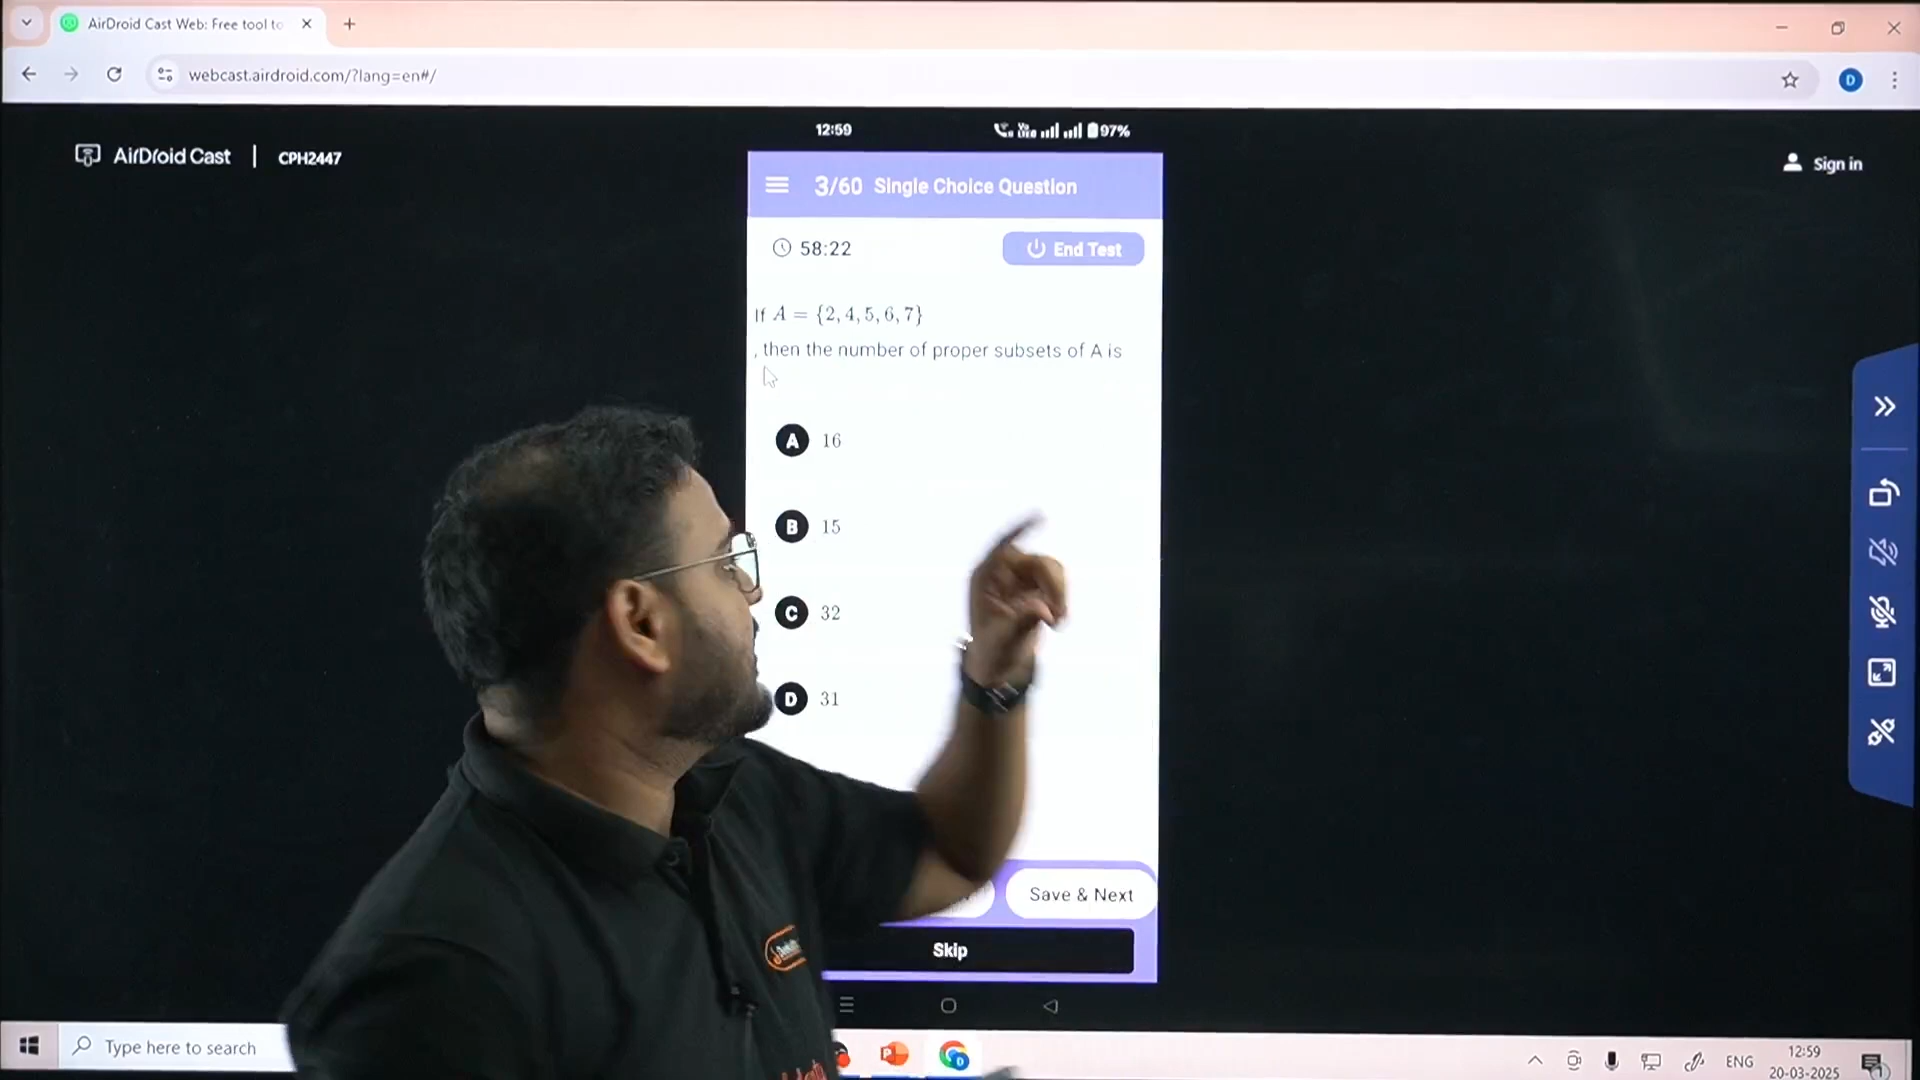 AirDroid Cast Web: Free tool to
webcast.airdroid.com/?lang=en#/
D
AirDroid Cast | CPH2447
12:59
97%
Sign in
3/60 Single Choice Question
58:22
End Test
If A = {2, 4, 5, 6, 7}
, then the number of proper subsets of A is
A 16
B 15
C 32
D 31
Save & Next
Skip
Type here to search
ENG
12:59
20-03-2025